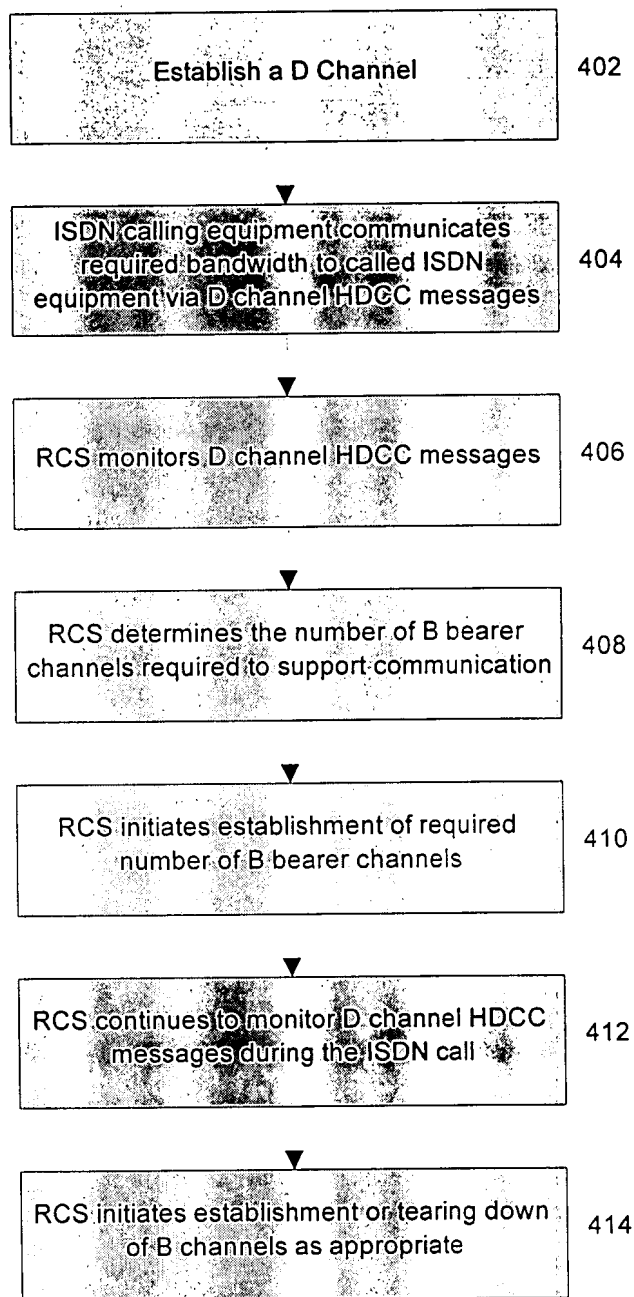 Establish a D Channel
402
ISDN calling equipment communicates
required bandwidth to called ISDN
equipment via D channel HDCC messages
404
RCS monitors D channel HDCC messages
406
RCS determines the number of B bearer
channels required to support communication
408
RCS initiates establishment of required
number of B bearer channels
410
RCS continues to monitor D channel HDCC
messages during the ISDN call
412
RCS initiates establishment or tearing down
of B channels as appropriate
414